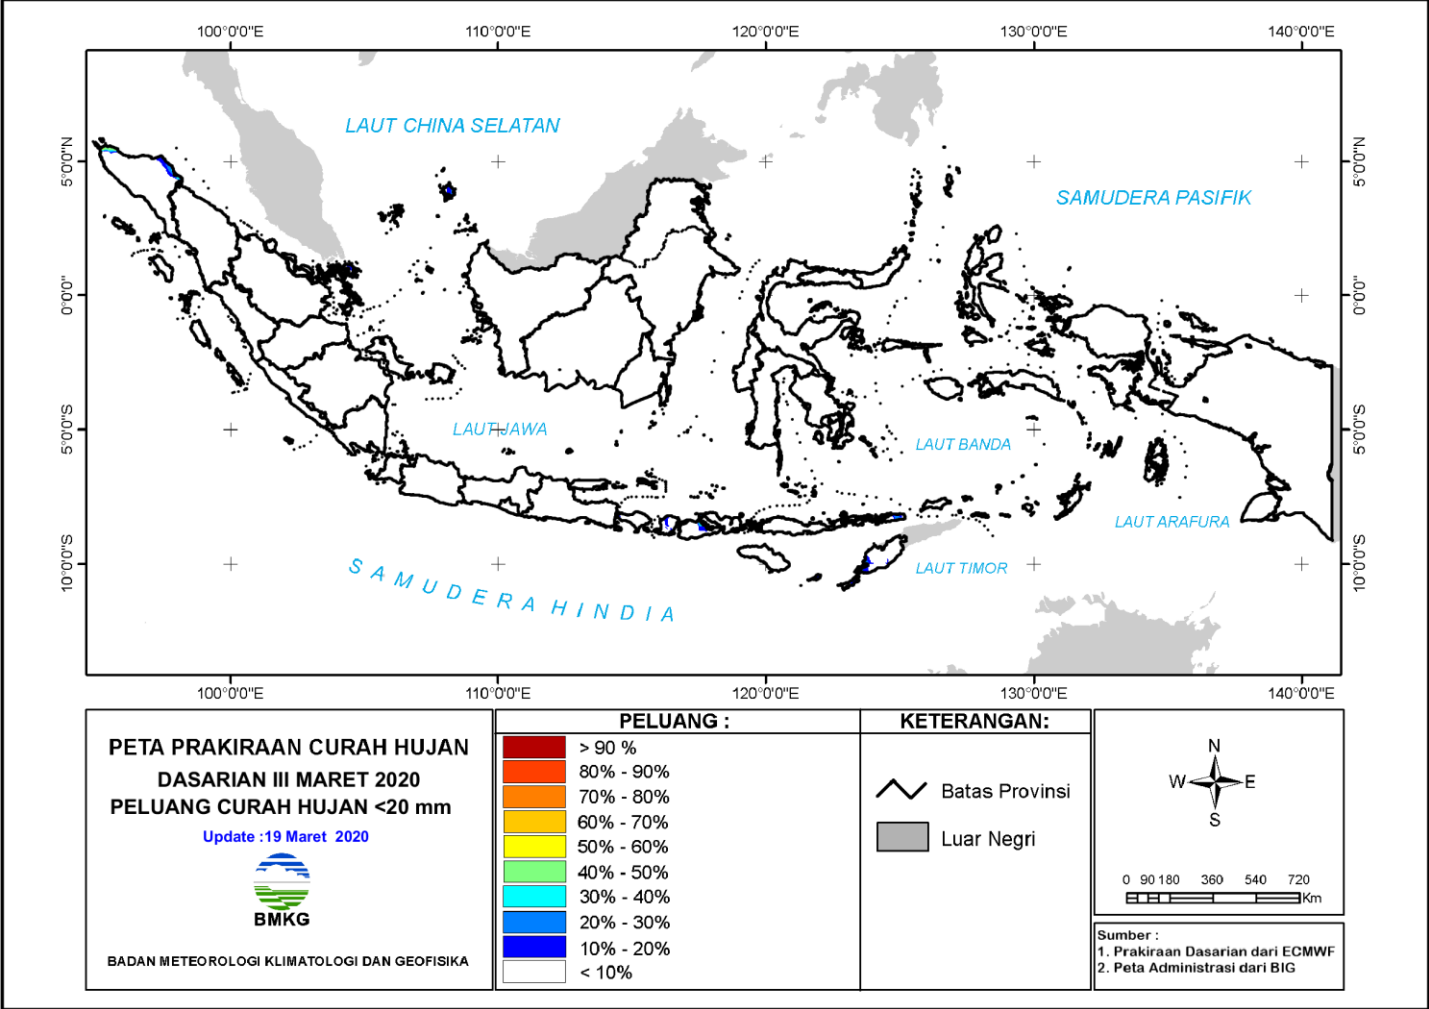 100°0'0"E 110°0'0"E 120°0'0"E 130°0'0"E 140°0'0"E
5°0'0"N
0°0'0"
5°0'0"S
10°0'0"S
LAUT CHINA SELATAN
SAMUDERA PASIFIK
LAUT JAWA
LAUT BANDA
LAUT ARAFURA
LAUT TIMOR
SAMUDERA HINDIA
5°0'0"N
0°0'0"
5°0'0"S
10°0'0"S
100°0'0"E 110°0'0"E 120°0'0"E 130°0'0"E 140°0'0"E
PETA PRAKIRAAN CURAH HUJAN
DASARIAN III MARET 2020
PELUANG CURAH HUJAN <20 mm
Update :19 Maret 2020
BMKG
BADAN METEOROLOGI KLIMATOLOGI DAN GEOFISIKA
PELUANG :
> 90 %
80% - 90%
70% - 80%
60% - 70%
50% - 60%
40% - 50%
30% - 40%
20% - 30%
10% - 20%
< 10%
KETERANGAN:
Batas Provinsi
Luar Negri
N
W E
S
0 90 180 360 540 720
Km
Sumber :
1. Prakiraan Dasarian dari ECMWF
2. Peta Administrasi dari BIG